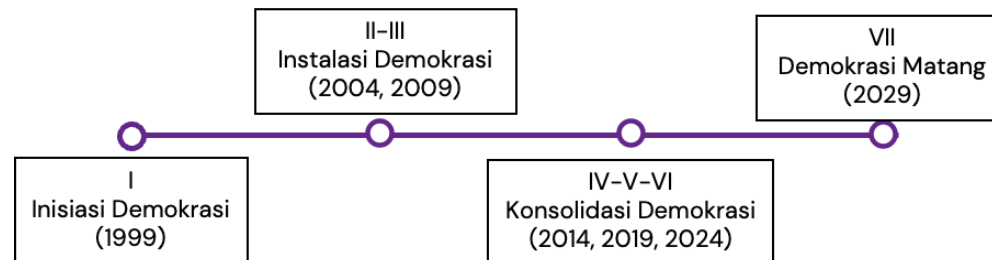 I
Inisiasi Demokrasi
(1999)
II-III
Instalasi Demokrasi
(2004, 2009)
IV-V-VI
Konsolidasi Demokrasi
(2014, 2019, 2024)
VII
Demokrasi Matang
(2029)